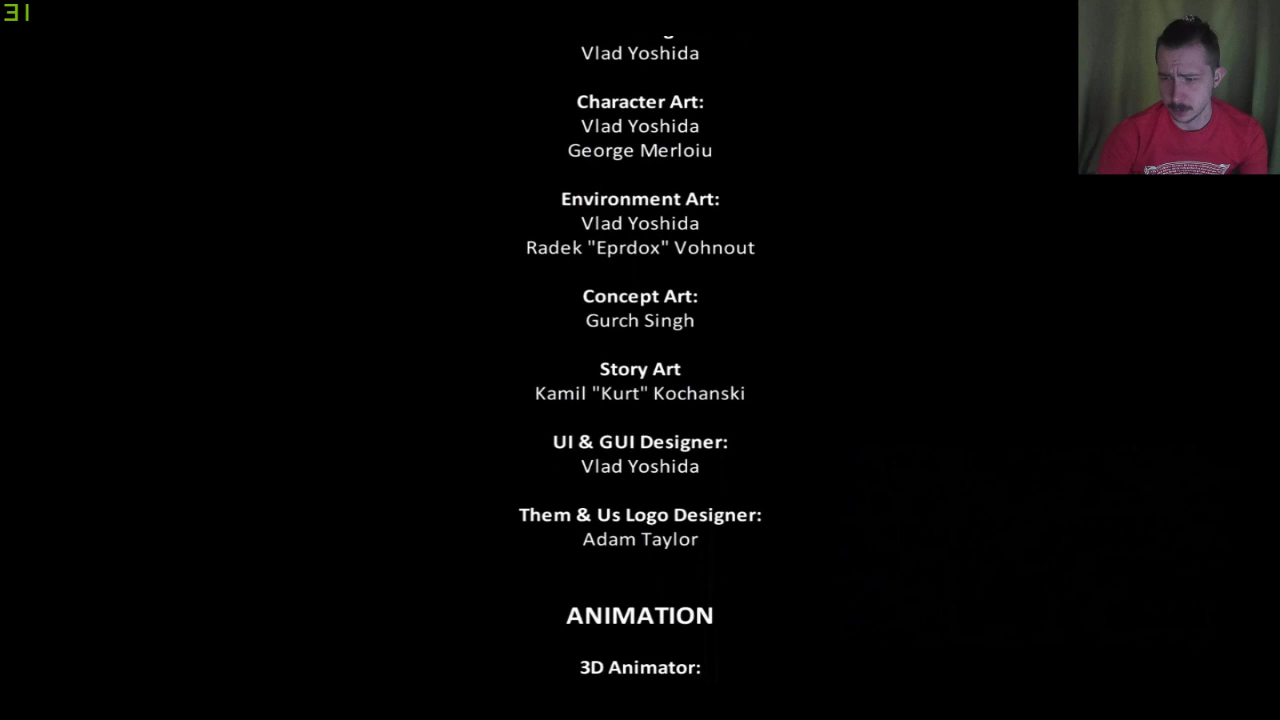 31
Vlad Yoshida
Character Art:
Vlad Yoshida
George Merloiu
Environment Art:
Vlad Yoshida
Radek "Eprdox" Vohnout
Concept Art:
Gurch Singh
Story Art
Kamil "Kurt" Kochanski
UI & GUI Designer:
Vlad Yoshida
Them & Us Logo Designer:
Adam Taylor
ANIMATION
3D Animator: